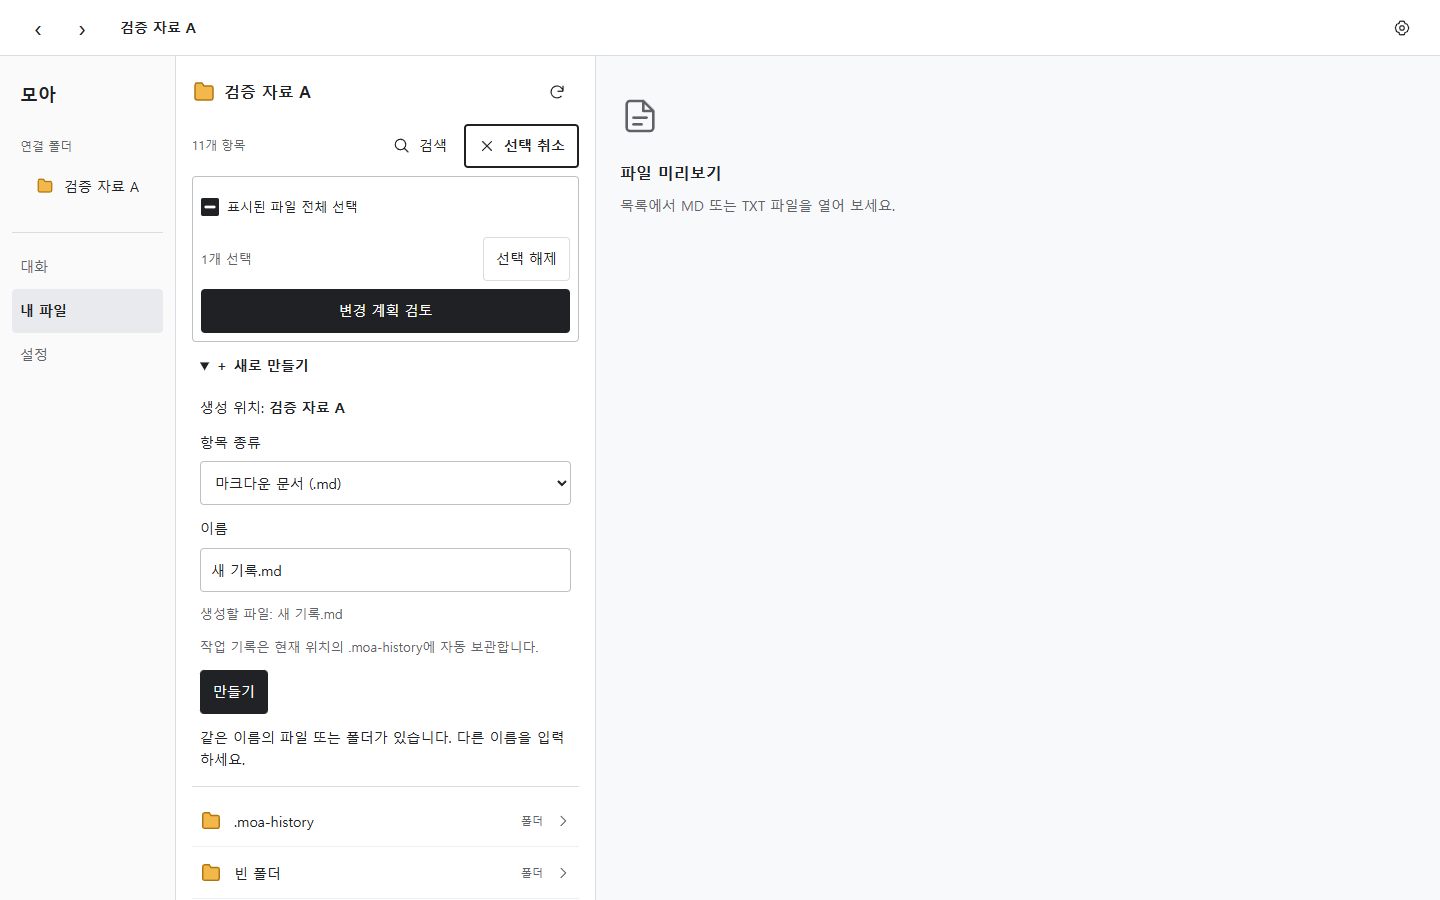 검증 자료 A
모아
연결 폴더
검증 자료 A
대화
내 파일
설정
검증 자료 A
11개 항목
검색
선택 취소
표시된 파일 전체 선택
1개 선택
선택 해제
변경 계획 검토
▼ + 새로 만들기
생성 위치: 검증 자료 A
항목 종류
마크다운 문서 (.md)
이름
새 기록.md
생성할 파일: 새 기록.md
작업 기록은 현재 위치의 .moa-history에 자동 보관합니다.
만들기
같은 이름의 파일 또는 폴더가 있습니다. 다른 이름을 입력
하세요.
.moa-history 폴더
빈 폴더 폴더
파일 미리보기
목록에서 MD 또는 TXT 파일을 열어 보세요.